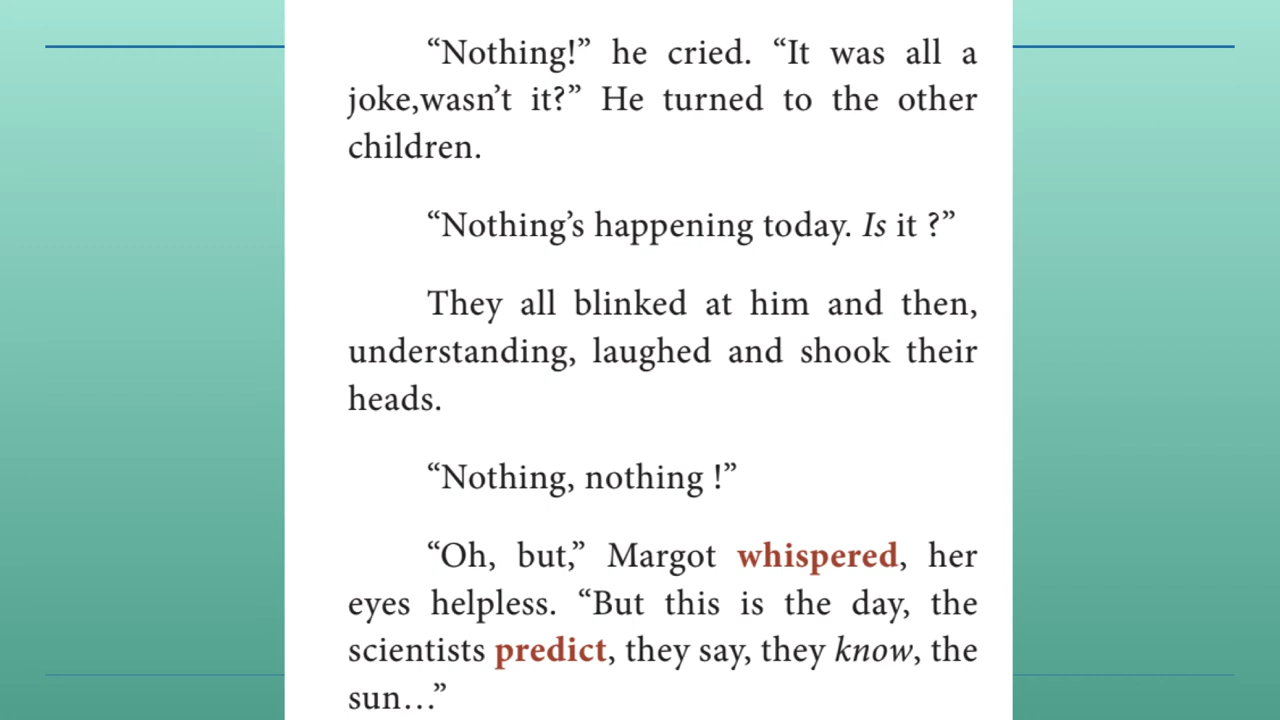 “Nothing!” he cried. “It was all a
joke,wasn’t it?” He turned to the other
children.
“Nothing’s happening today. Is it ?”
They all blinked at him and then,
understanding, laughed and shook their
heads.
“Nothing, nothing !”
“Oh, but,” Margot whispered, her
eyes helpless. “But this is the day, the
scientists predict, they say, they know, the
sun…”